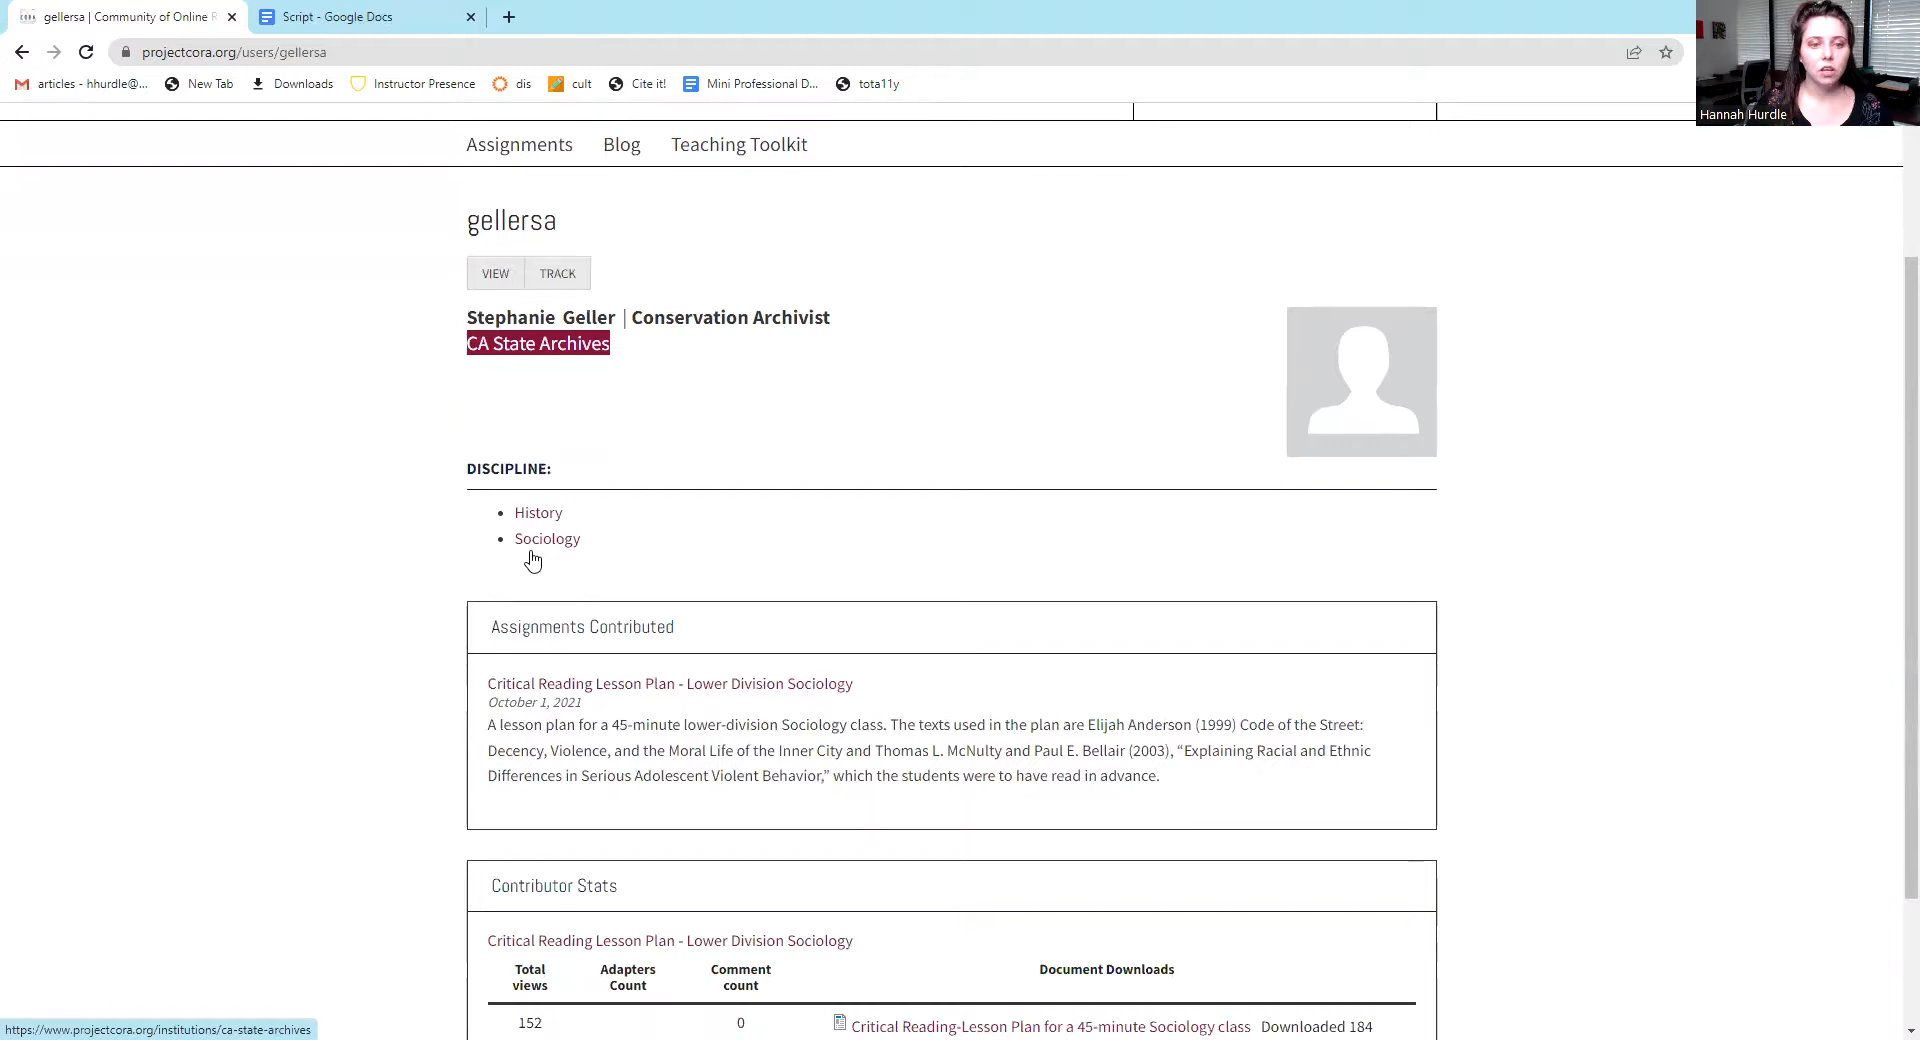 gellersa | Community of Online R
Script - Google Docs
projectcora.org/users/gellersa
articles - hhurdle@...
New Tab
Downloads
Instructor Presence
dis
cult
Cite it!
Mini Professional D...
tota11y
Hannah Hurdle
Assignments
Blog
Teaching Toolkit
gellersa
VIEW
TRACK
Stephanie Geller | Conservation Archivist
CA State Archives
DISCIPLINE:
• History
• Sociology
Assignments Contributed
Critical Reading Lesson Plan - Lower Division Sociology
October 1, 2021
A lesson plan for a 45-minute lower-division Sociology class. The texts used in the plan are Elijah Anderson (1999) Code of the Street:
Decency, Violence, and the Moral Life of the Inner City and Thomas L. McNulty and Paul E. Bellair (2003), “Explaining Racial and Ethnic
Differences in Serious Adolescent Violent Behavior,” which the students were to have read in advance.
Contributor Stats
Critical Reading Lesson Plan - Lower Division Sociology
Total views
Adapters Count
Comment count
Document Downloads
152
0
Critical Reading-Lesson Plan for a 45-minute Sociology class Downloaded 184
https://www.projectcora.org/institutions/ca-state-archives